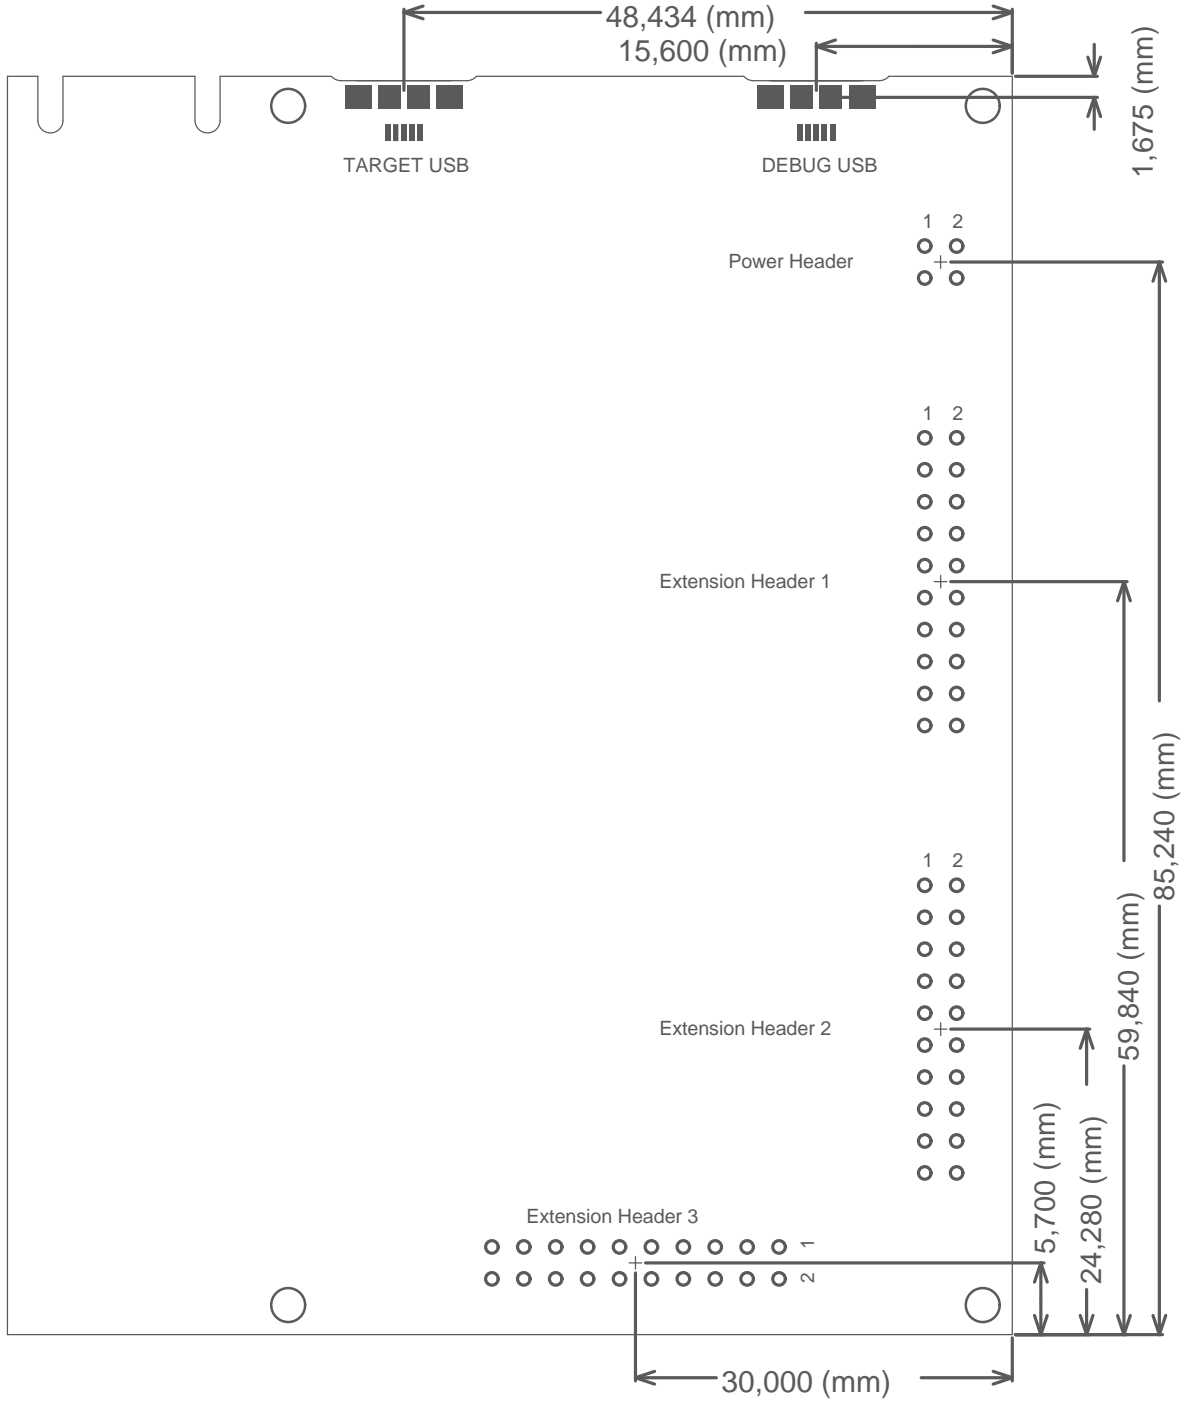 48,434 (mm)
15,600 (mm)
1,675 (mm)
TARGET USB
DEBUG USB
1 2
Power Header
1 2
Extension Header 1
85,240 (mm)
1 2
59,840 (mm)
Extension Header 2
5,700 (mm)
24,280 (mm)
Extension Header 3
1
2
30,000 (mm)